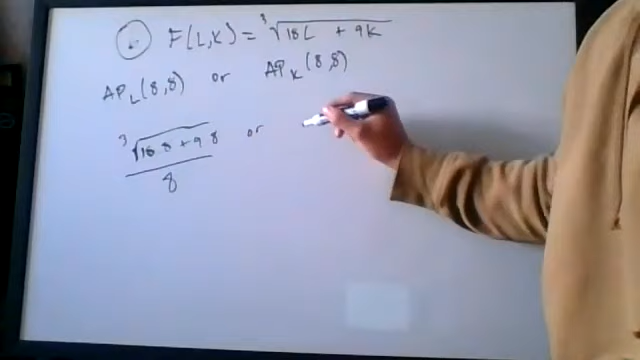 F(L,K) = ³√18L + 9K
AP_L(8,8) or AP_K(8,8)
³√18 8 + 9 8 or
8